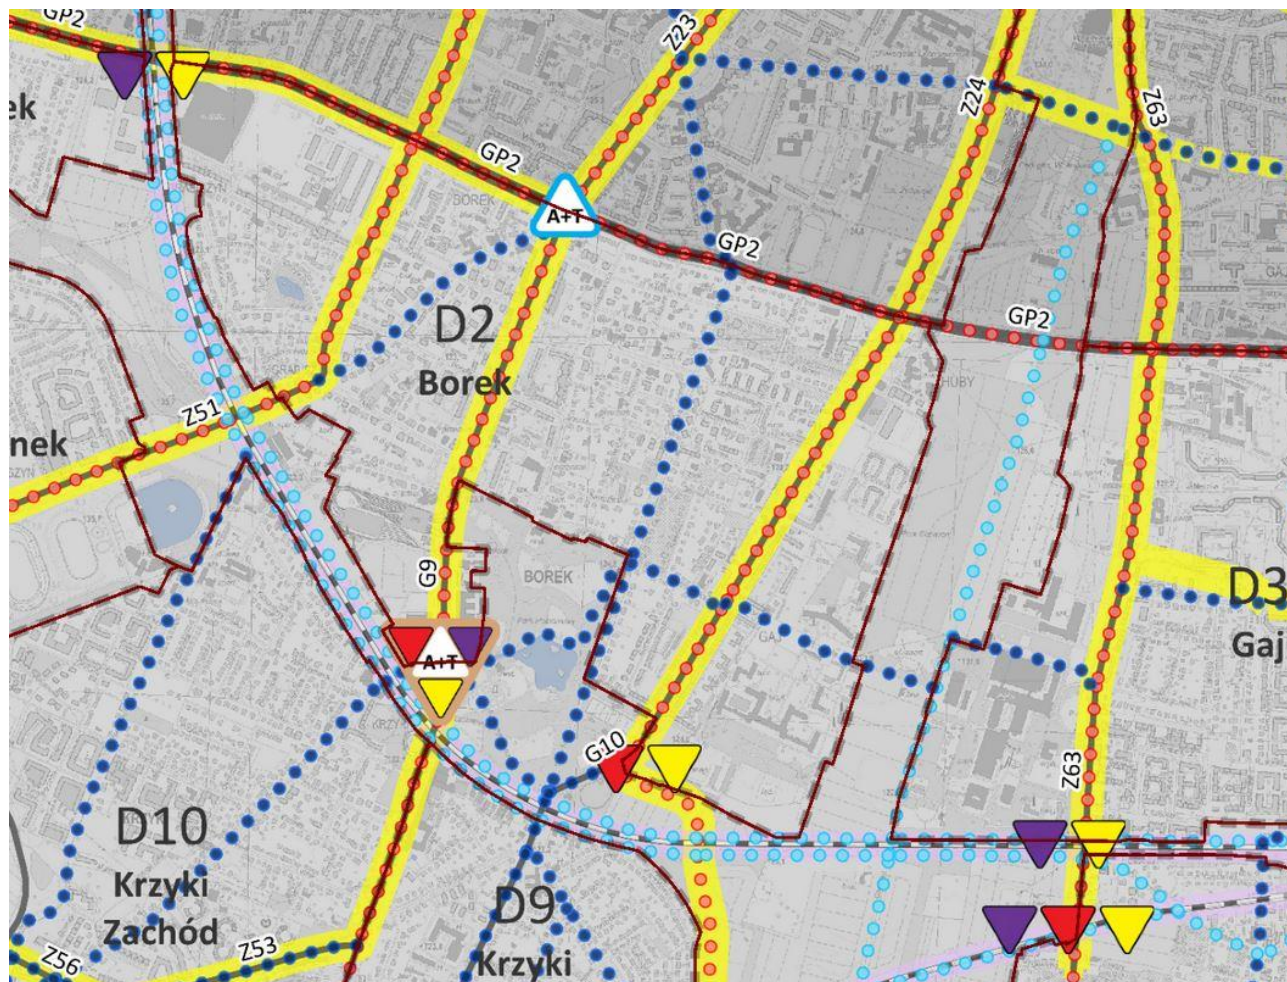 GP2
Z23
Z24
Z63
ek
GP2
A+T
GP2
GP2
D2
Borek
Z51
nek
G9
BOREK
D3
Gaj
GAJ
A+T
G10
Z63
D10
Krzyki
Zachód
D9
Krzyki
Z53
Z56